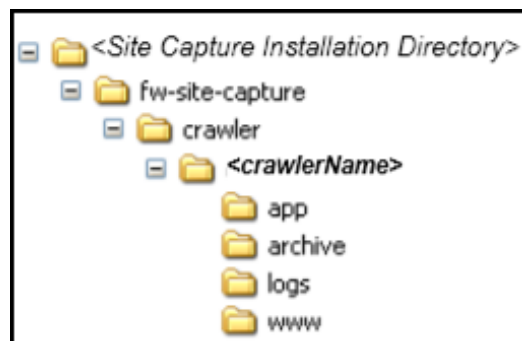 <Site Capture Installation Directory>
fw-site-capture
crawler
<crawlerName>
app
archive
logs
www